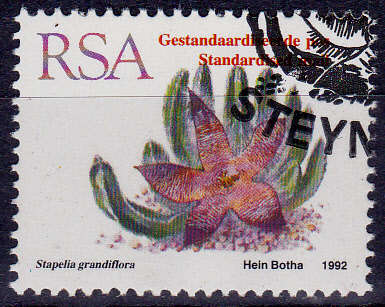 RSA
Gestandaardiseerde pos
Standardised mail
STEYN
Stapelia grandiflora Hein Botha 1992